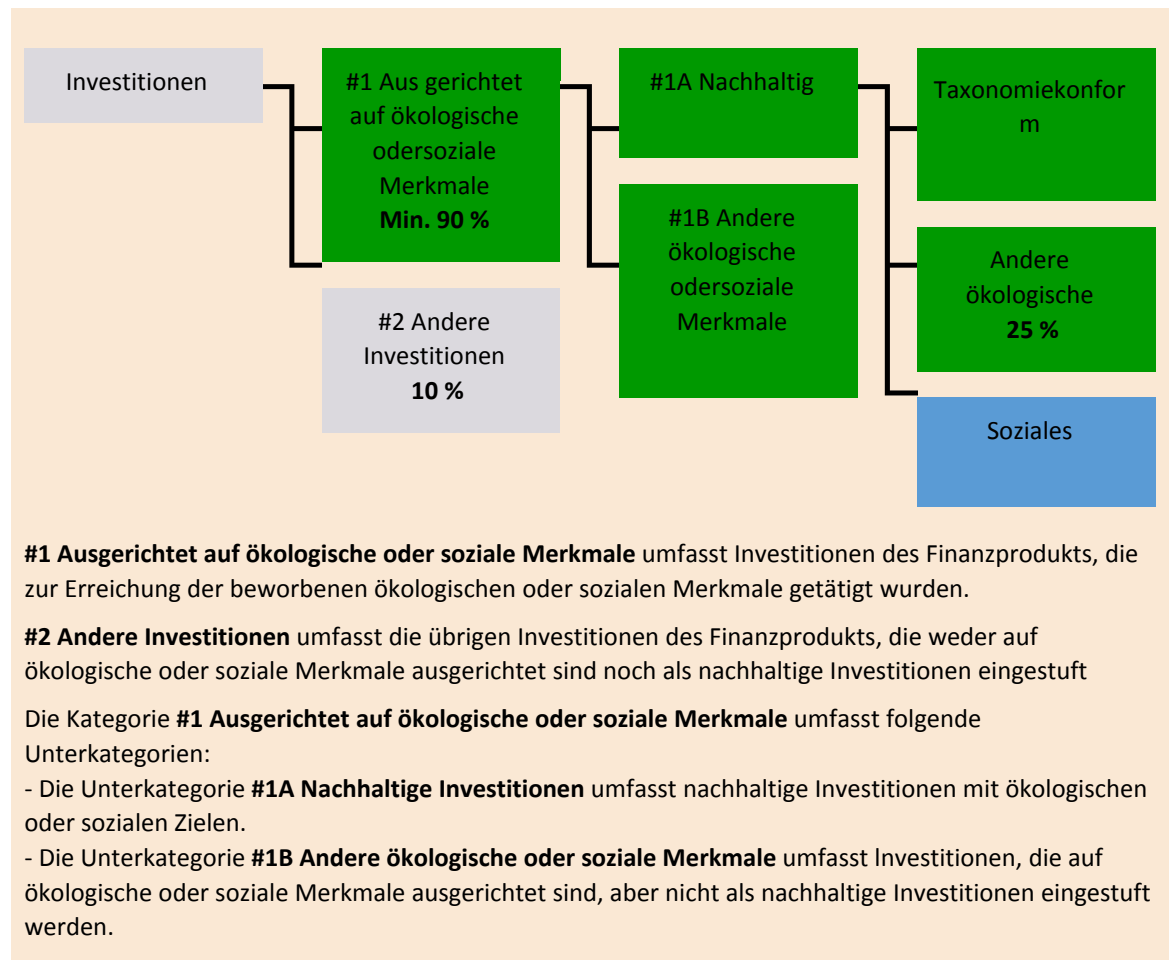 Investitionen
#1 Aus gerichtet
auf ökologische
odersoziale
Merkmale
Min. 90 %
#2 Andere
Investitionen
10 %
#1A Nachhaltig
#1B Andere
ökologische
odersoziale
Merkmale
Taxonomiekonfor
m
Andere
ökologische
25 %
Soziales
#1 Ausgerichtet auf ökologische oder soziale Merkmale umfasst Investitionen des Finanzprodukts, die
zur Erreichung der beworbenen ökologischen oder sozialen Merkmale getätigt wurden.
#2 Andere Investitionen umfasst die übrigen Investitionen des Finanzprodukts, die weder auf
ökologische oder soziale Merkmale ausgerichtet sind noch als nachhaltige Investitionen eingestuft
Die Kategorie #1 Ausgerichtet auf ökologische oder soziale Merkmale umfasst folgende
Unterkategorien:
- Die Unterkategorie #1A Nachhaltige Investitionen umfasst nachhaltige Investitionen mit ökologischen
oder sozialen Zielen.
- Die Unterkategorie #1B Andere ökologische oder soziale Merkmale umfasst lnvestitionen, die auf
ökologische oder soziale Merkmale ausgerichtet sind, aber nicht als nachhaltige Investitionen eingestuft
werden.